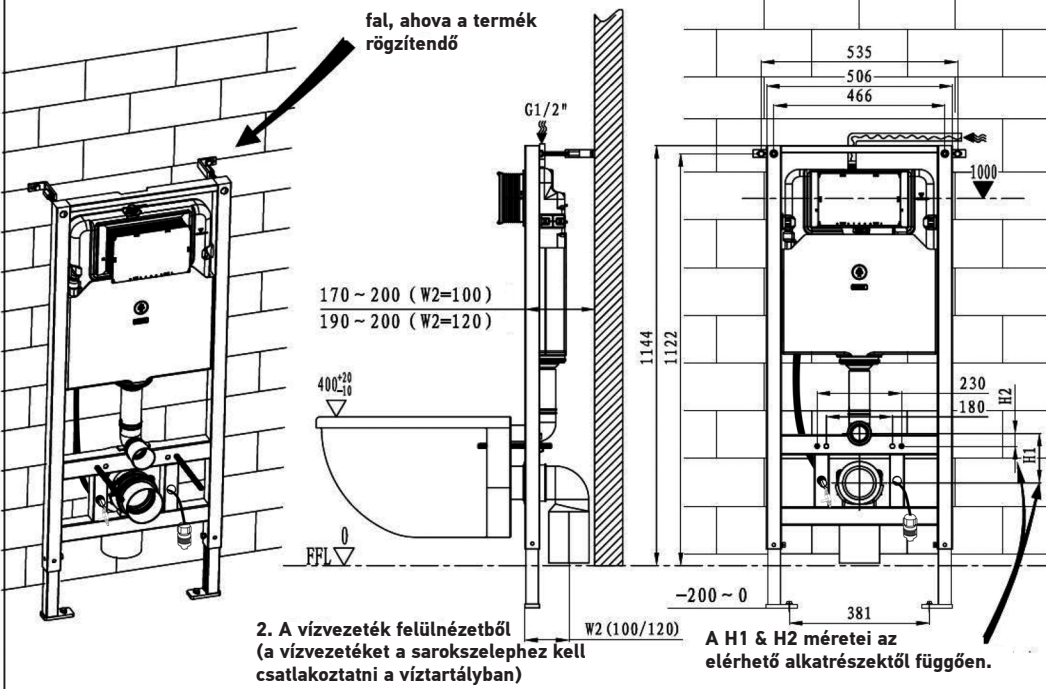 fal, ahova a termék
rögzítendő
G1/2"
535
506
466
1000
170 ~ 200 ( W2=100 )
190 ~ 200 ( W2=120 )
1144
1122
400 +20 -10
230
180
H2
H1
0
FFL
-200 ~ 0
W2 (100/120)
381
2. A vízvezeték felülnézetből
(a vízvezetéket a sarokszelephez kell
csatlakoztatni a víztartályban)
A H1 & H2 méretei az
elérhető alkatrészektől függően.